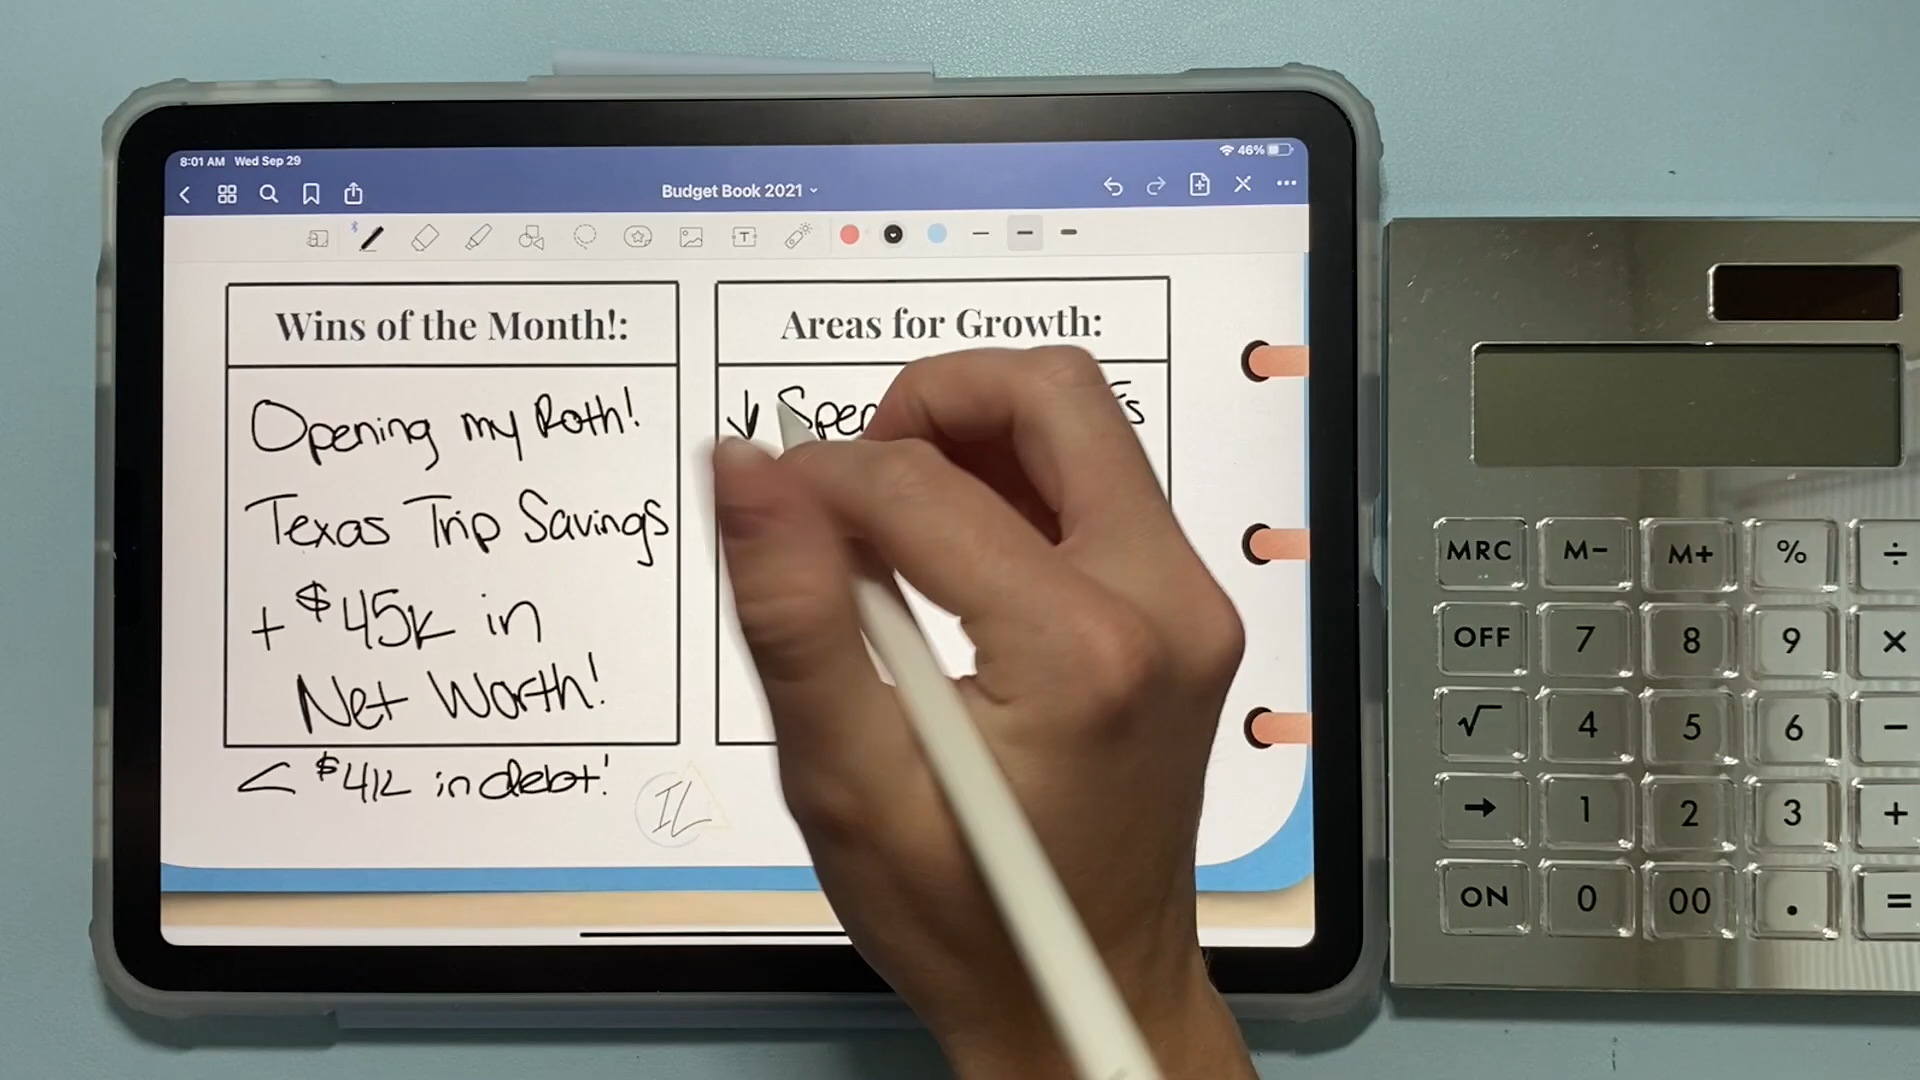 8:01 AM Wed Sep 29
46%
Budget Book 2021
T
Wins of the Month!:
Opening my Roth!
Texas Trip Savings
+ $45k in
Net Worth!
< $41k in debt!
IL
Areas for Growth:
↓
MRC M− M+ % ÷
OFF 7 8 9 ×
√ 4 5 6 −
→ 1 2 3 +
ON 0 00 . =